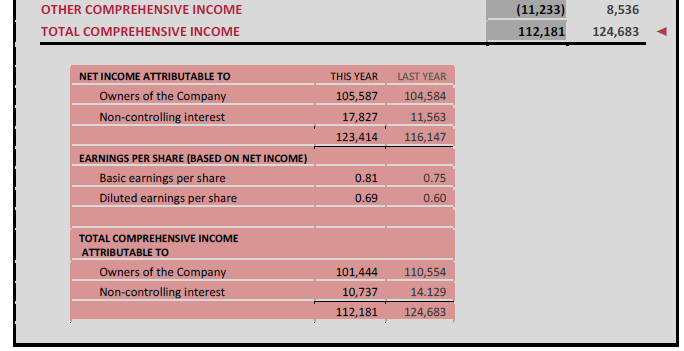 OTHER COMPREHENSIVE INCOME (11,233) 8,536
TOTAL COMPREHENSIVE INCOME 112,181 124,683
NET INCOME ATTRIBUTABLE TO THIS YEAR LAST YEAR
Owners of the Company 105,587 104,584
Non-controlling interest 17,827 11,563
123,414 116,147
EARNINGS PER SHARE (BASED ON NET INCOME)
Basic earnings per share 0.81 0.75
Diluted earnings per share 0.69 0.60
TOTAL COMPREHENSIVE INCOME
ATTRIBUTABLE TO
Owners of the Company 101,444 110,554
Non-controlling interest 10,737 14.129
112,181 124,683